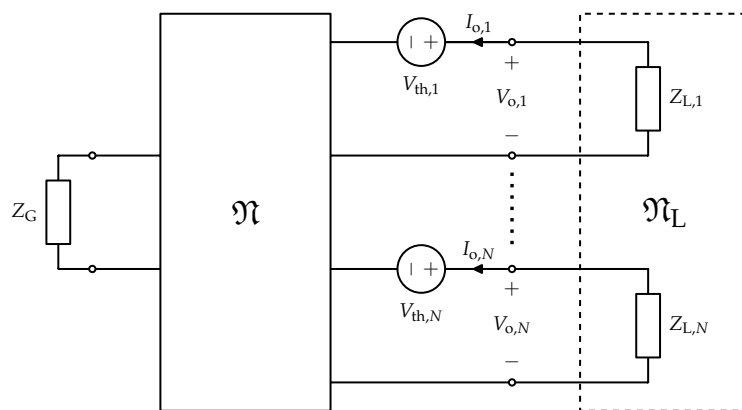 I_{o,1}
− +
+
V_{th,1}
V_{o,1}
Z_{L,1}
−
Z_G
𝔑
𝔑_L
I_{o,N}
− +
+
V_{th,N}
V_{o,N}
Z_{L,N}
−